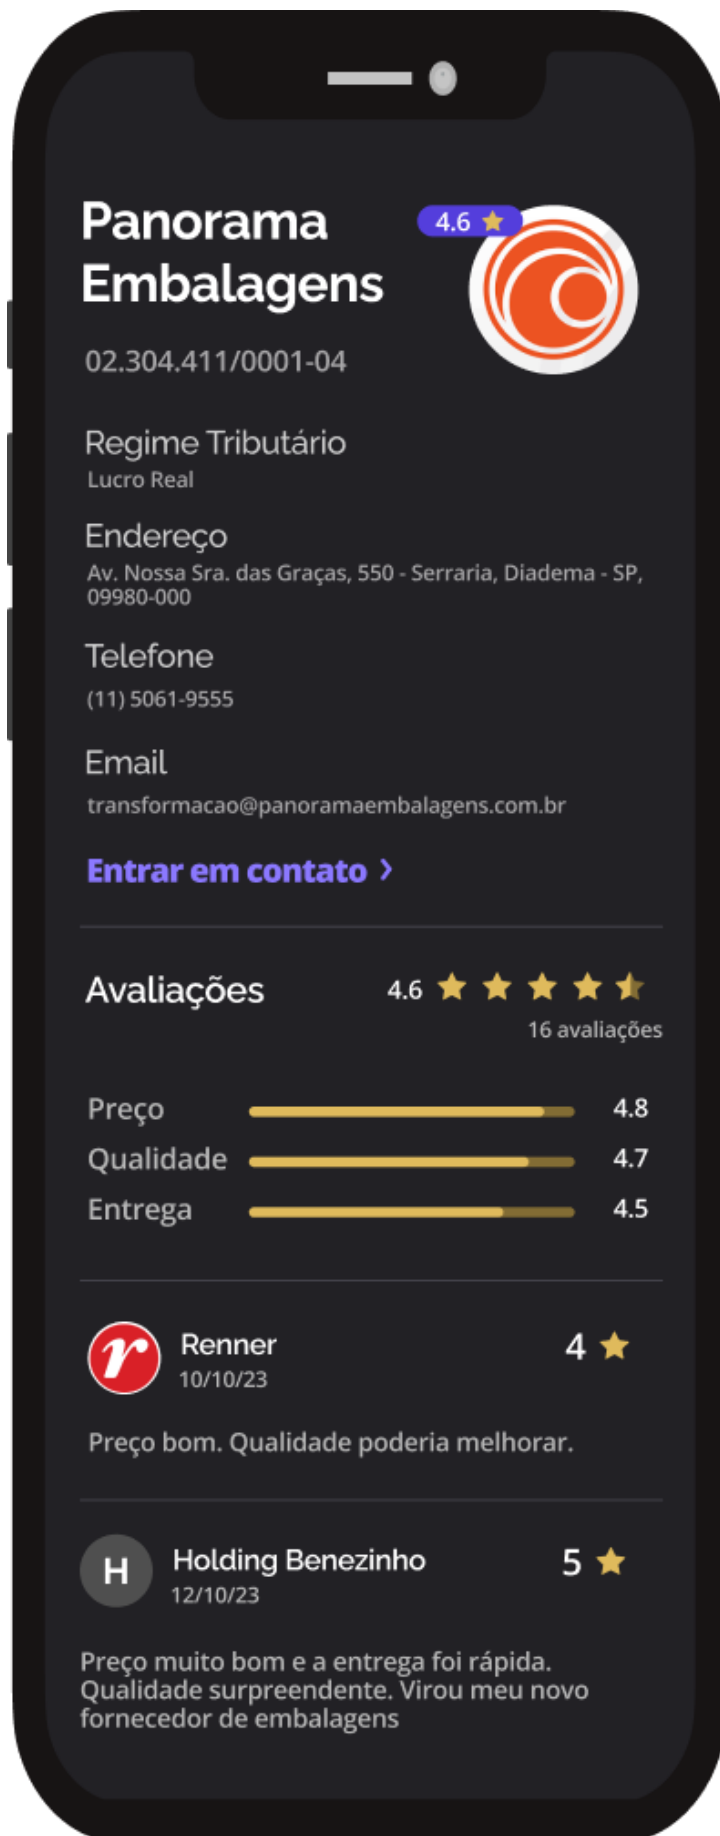 Panorama
Embalagens
4.6
02.304.411/0001-04
Regime Tributário
Lucro Real
Endereço
Av. Nossa Sra. das Graças, 550 - Serraria, Diadema - SP,
09980-000
Telefone
(11) 5061-9555
Email
transformacao@panoramaembalagens.com.br
Entrar em contato >
Avaliações 4.6
16 avaliações
Preço 4.8
Qualidade 4.7
Entrega 4.5
r Renner 4
10/10/23
Preço bom. Qualidade poderia melhorar.
H Holding Benezinho 5
12/10/23
Preço muito bom e a entrega foi rápida.
Qualidade surpreendente. Virou meu novo
fornecedor de embalagens